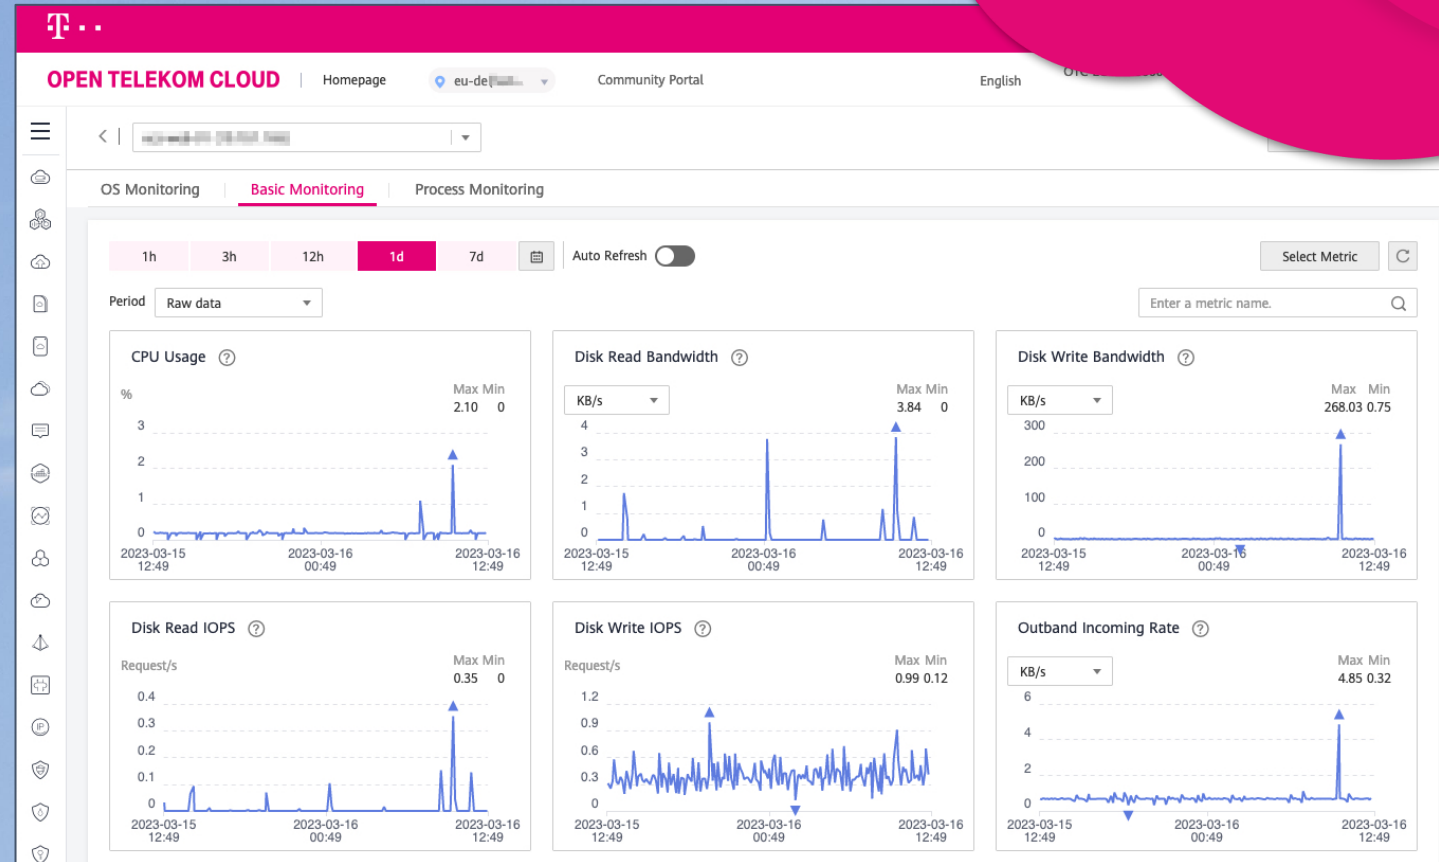 T
OPEN TELEKOM CLOUD Homepage eu-de Community Portal English
OS Monitoring Basic Monitoring Process Monitoring
1h 3h 12h 1d 7d Auto Refresh Select Metric
Period Raw data Enter a metric name.
CPU Usage ?
%
Max Min
2.10 0
3
2
1
0
2023-03-15 12:49
2023-03-16 00:49
2023-03-16 12:49
Disk Read Bandwidth ?
KB/s
Max Min
3.84 0
4
3
2
1
0
2023-03-15 12:49
2023-03-16 00:49
2023-03-16 12:49
Disk Write Bandwidth ?
KB/s
Max Min
268.03 0.75
300
200
100
0
2023-03-15 12:49
2023-03-16 00:49
2023-03-16 12:49
Disk Read IOPS ?
Request/s
Max Min
0.35 0
0.4
0.3
0.2
0.1
0
2023-03-15 12:49
2023-03-16 00:49
2023-03-16 12:49
Disk Write IOPS ?
Request/s
Max Min
0.99 0.12
1.2
0.9
0.6
0.3
0
2023-03-15 12:49
2023-03-16 00:49
2023-03-16 12:49
Outband Incoming Rate ?
KB/s
Max Min
4.85 0.32
6
4
2
0
2023-03-15 12:49
2023-03-16 00:49
2023-03-16 12:49
IP